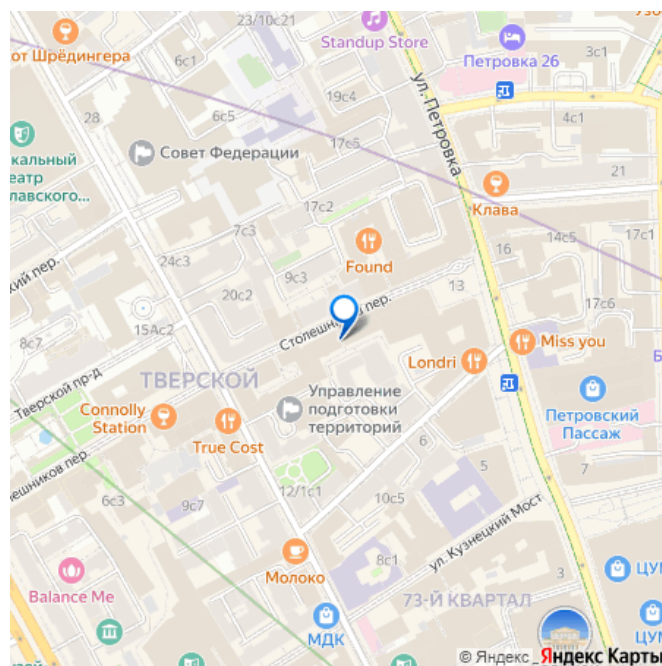 23/10с21
Standup Store
от Шрёдингера
6с1
Петровка 26
3с1
19с4
28
6с5
ул. Петровка
4с1
17с5
Совет Федерации
21
кальный
еатр
лавского...
17с2
Клава
7с3
16
14с5
17с1
24с3
Found
кий пер.
9с3
13
20с2
17с6
15Ас2
Столешников пер.
8с7
Miss you
Londri
Тверской пр-д
ТВЕРСКОЙ
Управление
подготовки
территорий
Connolly
Station
True Cost
Петровский
Пассаж
6
лешников пер.
5
7
12/1с1
6с3
9с7
10с5
ул. Кузнецкий Мост
Молоко
8с1
3
ЦУМ
Balance Me
73-Й КВАРТАЛ
МДК
ЦУМ
© Яндекс
Яндекс Карты